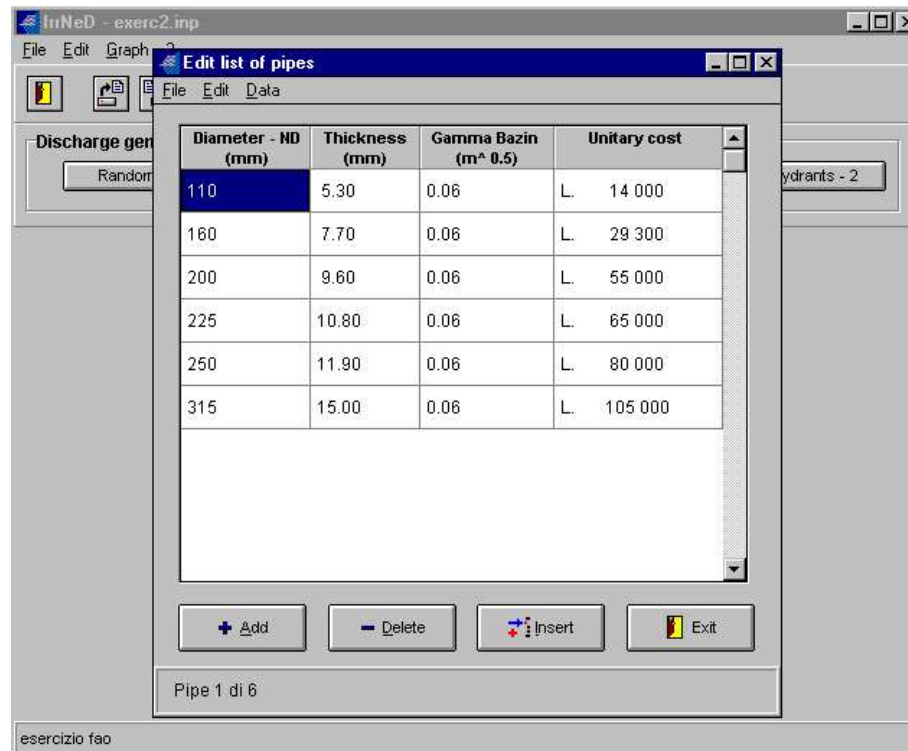 IrrNeD - exerc2.inp
File Edit Graph
Edit list of pipes
File Edit Data
Discharge gen
Random
ydrants - 2
Diameter - ND (mm) Thickness (mm) Gamma Bazin (m^ 0.5) Unitary cost
110 5.30 0.06 L. 14 000
160 7.70 0.06 L. 29 300
200 9.60 0.06 L. 55 000
225 10.80 0.06 L. 65 000
250 11.90 0.06 L. 80 000
315 15.00 0.06 L. 105 000
Add Delete Insert Exit
Pipe 1 di 6
esercizio fao